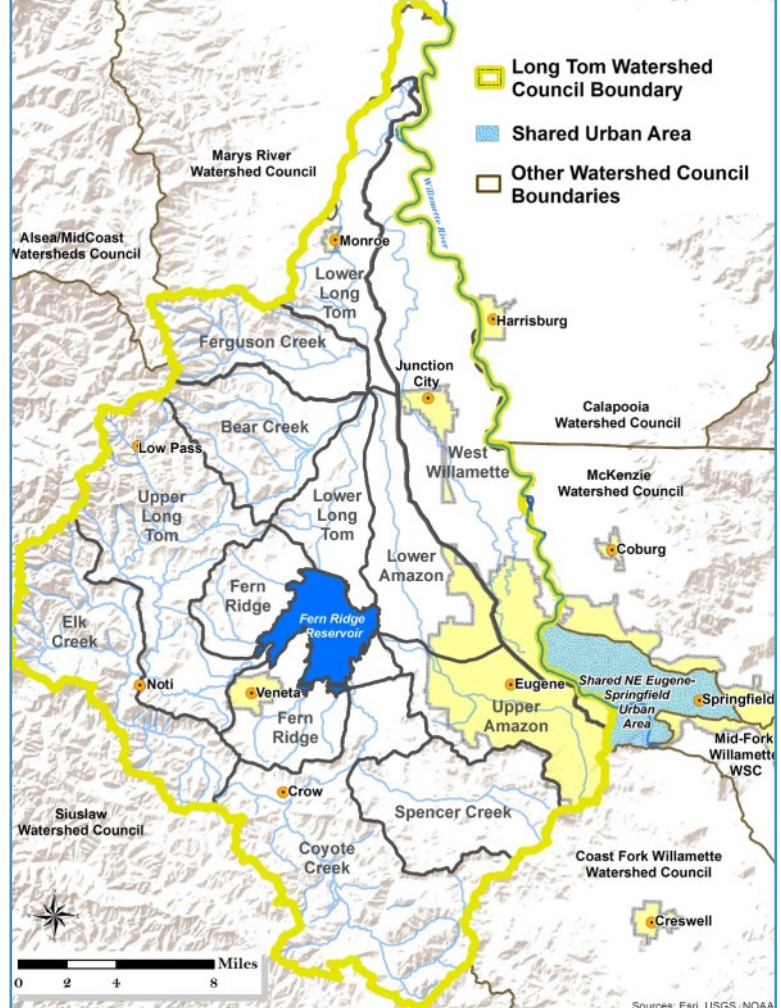 Long Tom Watershed
Council Boundary
Shared Urban Area
Other Watershed Council
Boundaries
Marys River
Watershed Council
Willamette River
Alsea/MidCoast
Watersheds Council
Monroe
Lower
Long
Tom
Harrisburg
Ferguson Creek
Junction
City
Calapooia
Watershed Council
Bear Creek
Low Pass
West
Willamette
McKenzie
Watershed Council
Upper
Long
Tom
Lower
Long
Tom
Coburg
Lower
Amazon
Fern
Ridge
Fern Ridge
Reservoir
Elk
Creek
Noti
Veneta
Eugene
Shared NE Eugene-
Springfield
Urban
Area
Springfield
Upper
Amazon
Fern
Ridge
Mid-Fork
Willamette
WSC
Crow
Siuslaw
Watershed Council
Spencer Creek
Coyote
Creek
Coast Fork Willamette
Watershed Council
Creswell
Miles
0 2 4 8
Sources: Esri, USGS, NOAA